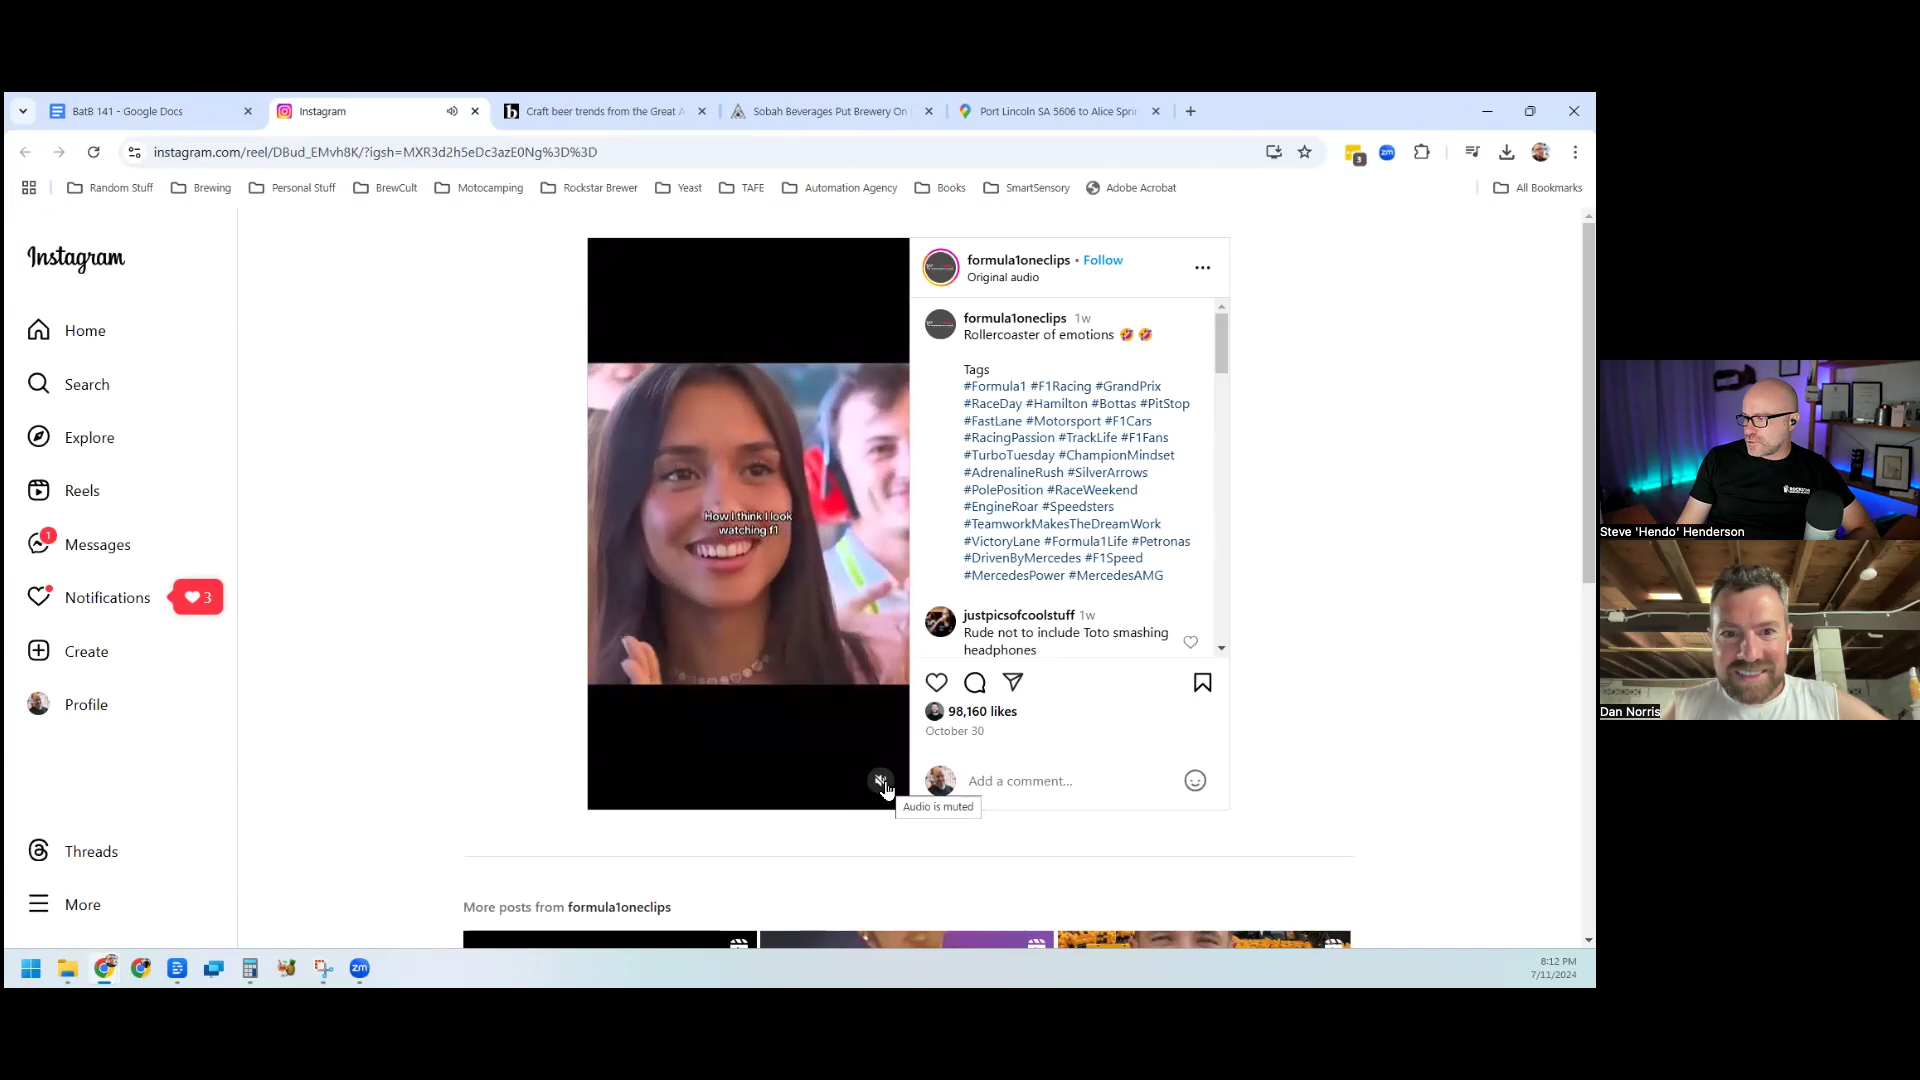 BatB 141 - Google Docs
Instagram
Craft beer trends from the Great A
Sobah Beverages Put Brewery On
Port Lincoln SA 5606 to Alice Sprin
instagram.com/reel/DBud_EMvh8K/?igsh=MXR3d2h5eDc3azE0Ng%3D%3D
3
zm
Random Stuff
Brewing
Personal Stuff
BrewCult
Motocamping
Rockstar Brewer
Yeast
TAFE
Automation Agency
Books
SmartSensory
Adobe Acrobat
All Bookmarks
Instagram
Home
Search
Explore
Reels
1
Messages
Notifications
3
Create
Profile
Threads
More
How I think I look
watching f1
Audio is muted
formula1oneclips • Follow
Original audio
formula1oneclips 1w
Rollercoaster of emotions 🤣 🤣
Tags
#Formula1 #F1Racing #GrandPrix
#RaceDay #Hamilton #Bottas #PitStop
#FastLane #Motorsport #F1Cars
#RacingPassion #TrackLife #F1Fans
#TurboTuesday #ChampionMindset
#AdrenalineRush #SilverArrows
#PolePosition #RaceWeekend
#EngineRoar #Speedsters
#TeamworkMakesTheDreamWork
#VictoryLane #Formula1Life #Petronas
#DrivenByMercedes #F1Speed
#MercedesPower #MercedesAMG
justpicsofcoolstuff 1w
Rude not to include Toto smashing
headphones
98,160 likes
October 30
Add a comment...
More posts from formula1oneclips
zm
8:12 PM
7/11/2024
Steve 'Hendo' Henderson
Dan Norris